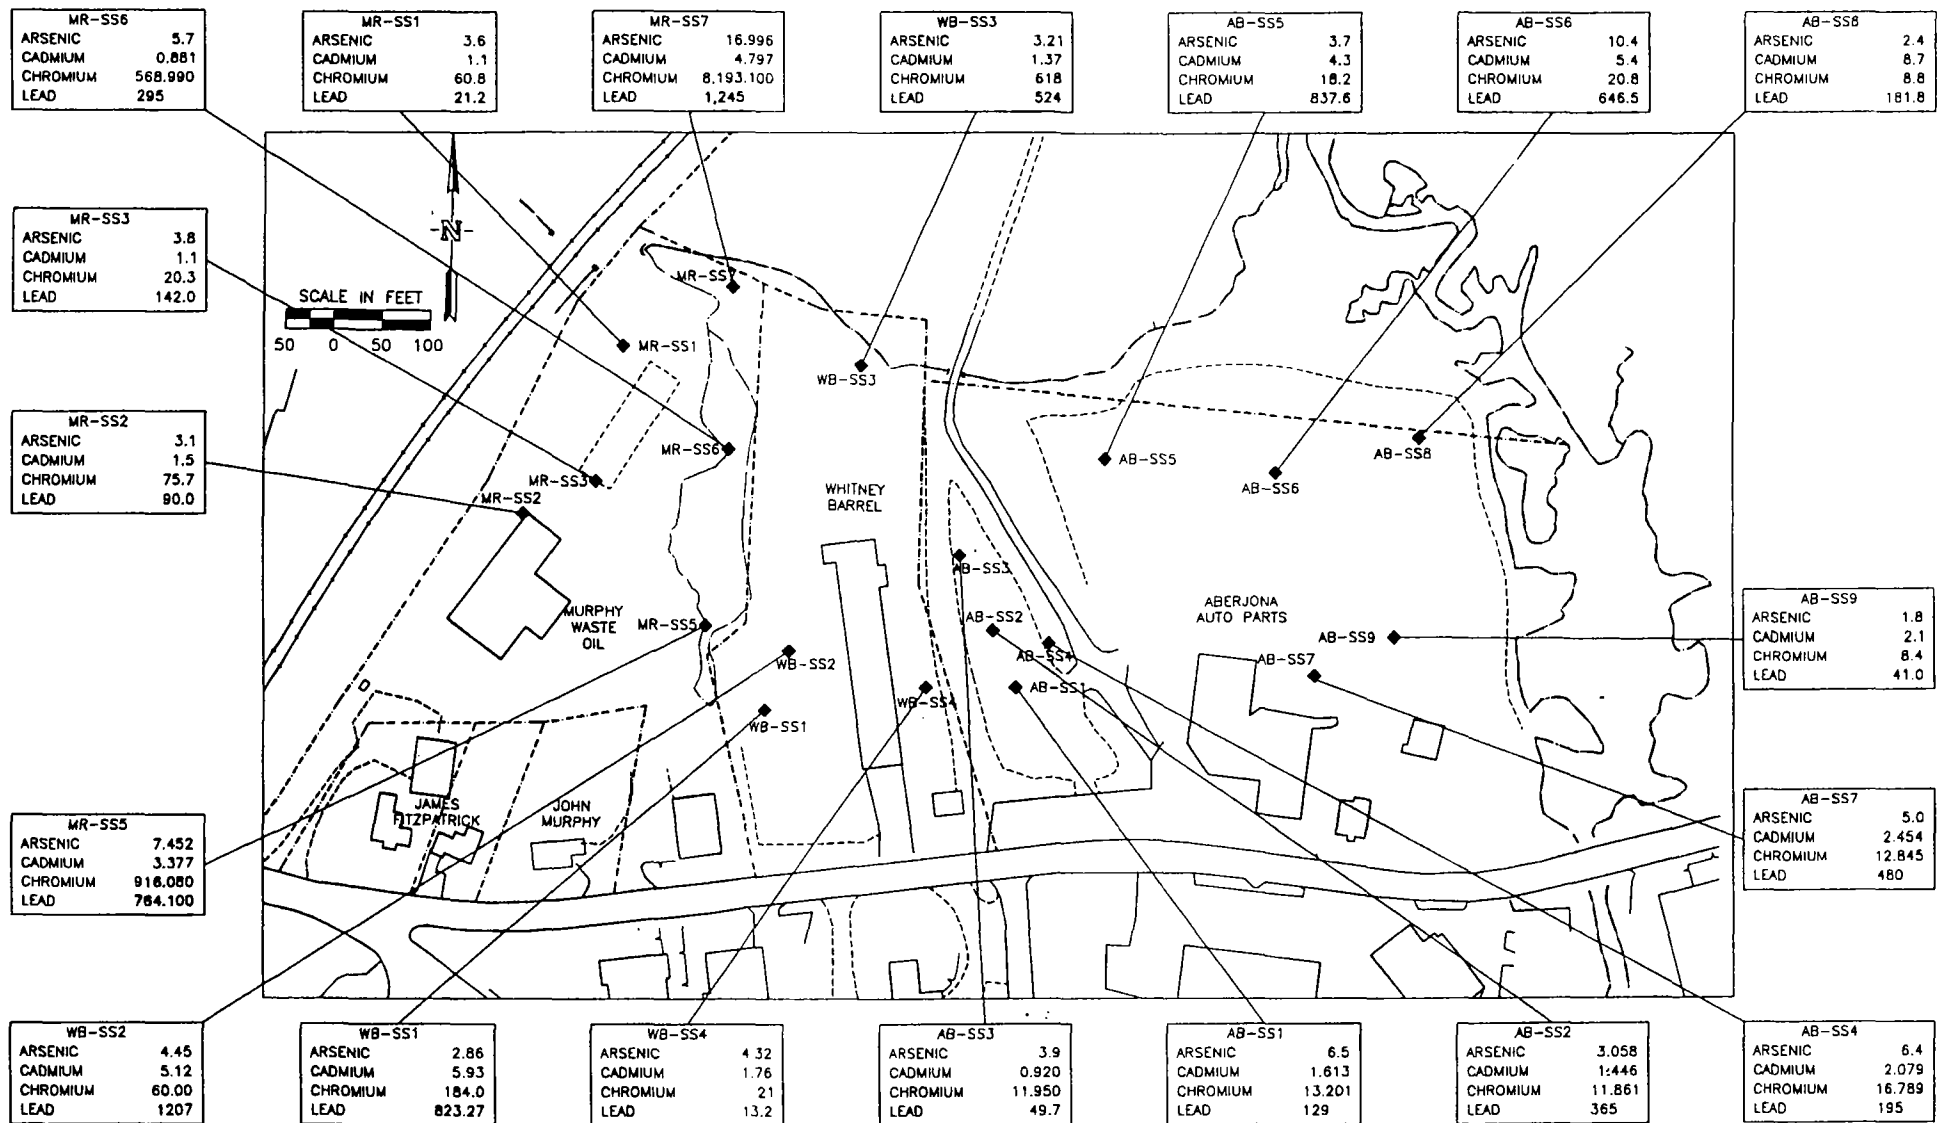 MR-SS6
ARSENIC 5.7
CADMIUM 0.881
CHROMIUM 568.990
LEAD 295
MR-SS1
ARSENIC 3.6
CADMIUM 1.1
CHROMIUM 60.8
LEAD 21.2
MR-SS7
ARSENIC 16.996
CADMIUM 4.797
CHROMIUM 8,193.100
LEAD 1,245
WB-SS3
ARSENIC 3.21
CADMIUM 1.37
CHROMIUM 618
LEAD 524
AB-SS5
ARSENIC 3.7
CADMIUM 4.3
CHROMIUM 18.2
LEAD 837.6
AB-SS6
ARSENIC 10.4
CADMIUM 5.4
CHROMIUM 20.8
LEAD 646.5
AB-SS8
ARSENIC 2.4
CADMIUM 8.7
CHROMIUM 8.8
LEAD 181.8
MR-SS3
ARSENIC 3.8
CADMIUM 1.1
CHROMIUM 20.3
LEAD 142.0
N
SCALE IN FEET
50 0 50 100
MR-SS7
MR-SS1
WB-SS3
MR-SS2
ARSENIC 3.1
CADMIUM 1.5
CHROMIUM 75.7
LEAD 90.0
MR-SS6
MR-SS3
MR-SS2
WHITNEY
BARREL
AB-SS5
AB-SS6
AB-SS8
AB-SS3
MURPHY
WASTE
OIL
MR-SS5
WB-SS2
WB-SS1
WB-SS4
AB-SS2
AB-SS4
AB-SS1
ABERJONA
AUTO PARTS
AB-SS9
AB-SS7
AB-SS9
ARSENIC 1.8
CADMIUM 2.1
CHROMIUM 8.4
LEAD 41.0
JAMES
FITZPATRICK
JOHN
MURPHY
MR-SS5
ARSENIC 7.452
CADMIUM 3.377
CHROMIUM 916.080
LEAD 764.100
AB-SS7
ARSENIC 5.0
CADMIUM 2.454
CHROMIUM 12.845
LEAD 480
WB-SS2
ARSENIC 4.45
CADMIUM 5.12
CHROMIUM 60.00
LEAD 1207
WB-SS1
ARSENIC 2.86
CADMIUM 5.93
CHROMIUM 184.0
LEAD 823.27
WB-SS4
ARSENIC 4.32
CADMIUM 1.76
CHROMIUM 21
LEAD 13.2
AB-SS3
ARSENIC 3.9
CADMIUM 0.920
CHROMIUM 11.950
LEAD 49.7
AB-SS1
ARSENIC 6.5
CADMIUM 1.613
CHROMIUM 13.201
LEAD 129
AB-SS2
ARSENIC 3.058
CADMIUM 1.446
CHROMIUM 11.861
LEAD 365
AB-SS4
ARSENIC 6.4
CADMIUM 2.079
CHROMIUM 16.789
LEAD 195